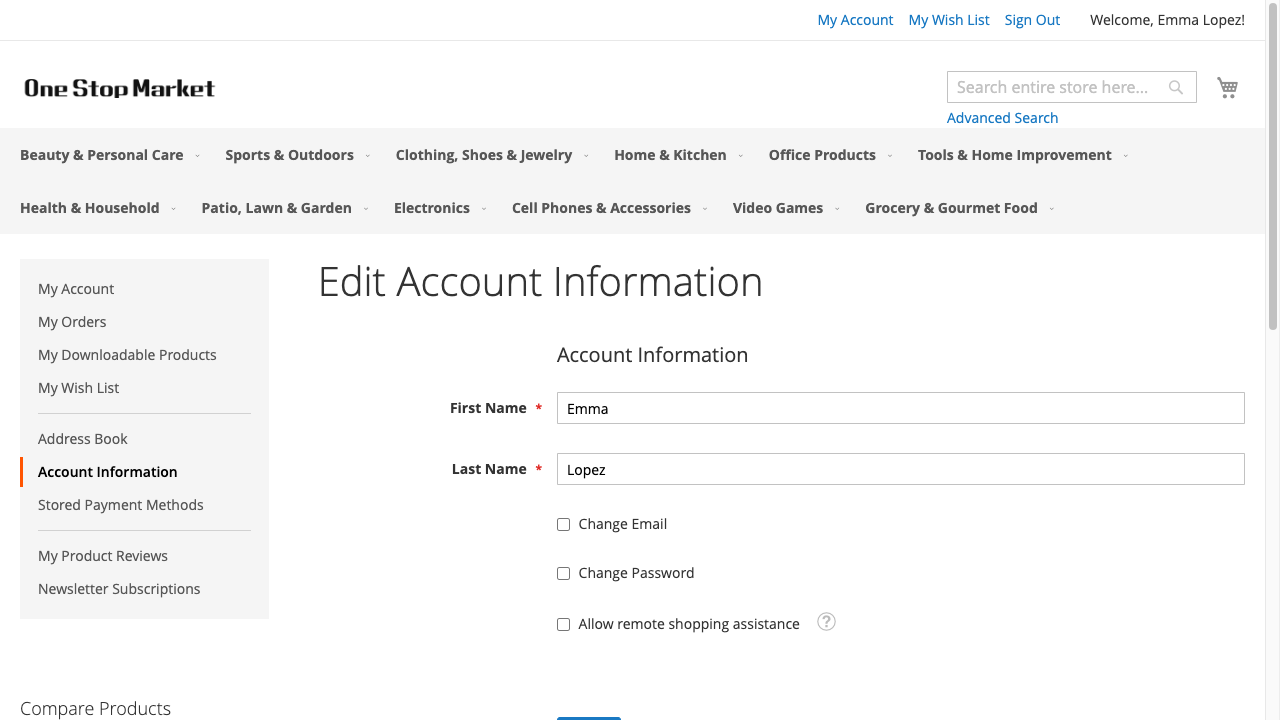 My Account My Wish List Sign Out Welcome, Emma Lopez!
One Stop Market
Search entire store here...
Advanced Search
Beauty & Personal Care Sports & Outdoors Clothing, Shoes & Jewelry Home & Kitchen Office Products Tools & Home Improvement
Health & Household Patio, Lawn & Garden Electronics Cell Phones & Accessories Video Games Grocery & Gourmet Food
My Account
My Orders
My Downloadable Products
My Wish List
Address Book
Account Information
Stored Payment Methods
My Product Reviews
Newsletter Subscriptions
Compare Products
Edit Account Information
Account Information
First Name * Emma
Last Name * Lopez
Change Email
Change Password
Allow remote shopping assistance ?